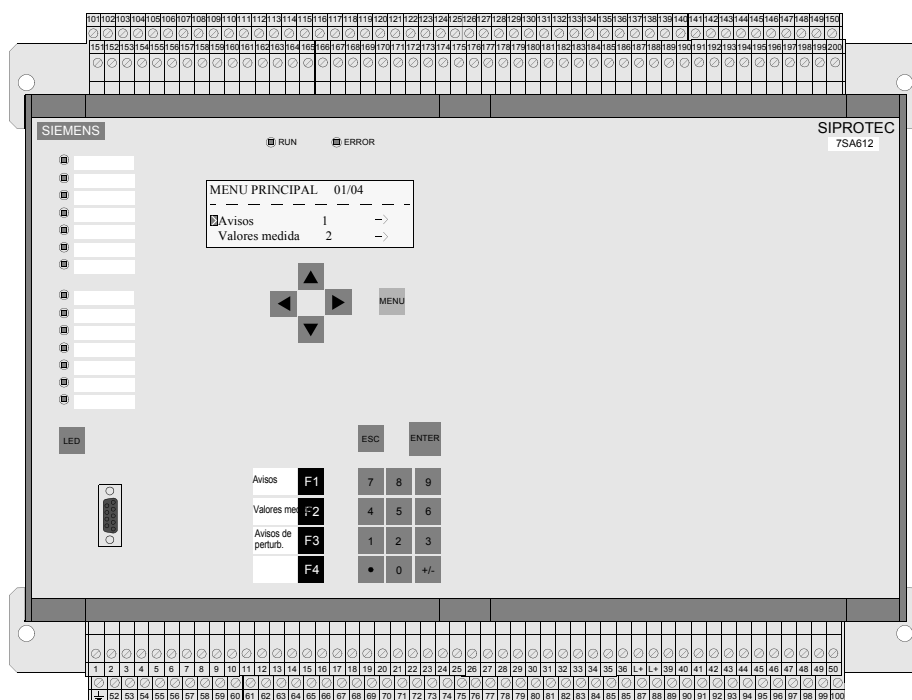 101 102 103 104 105 106 107 108 109 110 111 112 113 114 115 116 117 118 119 120 121 122 123 124 125 126 127 128 129 130 131 132 133 134 135 136 137 138 139 140 141 142 143 144 145 146 147 148 149 150
151 152 153 154 155 156 157 158 159 160 161 162 163 164 165 166 167 168 169 170 171 172 173 174 175 176 177 178 179 180 181 182 183 184 185 186 187 188 189 190 191 192 193 194 195 196 197 198 199 200
SIEMENS
SIPROTEC
7SA612
RUN ERROR
MENU PRINCIPAL 01/04
Avisos 1 ->
Valores medida 2 ->
MENU
LED
ESC ENTER
Avisos F1 7 8 9
Valores med F2 4 5 6
Avisos de
perturb. F3 1 2 3
F4 • 0 +/-
1 2 3 4 5 6 7 8 9 10 11 12 13 14 15 16 17 18 19 20 21 22 23 24 25 26 27 28 29 30 31 32 33 34 35 36 L+ L+ 39 40 41 42 43 44 45 46 47 48 49 50
52 53 54 55 56 57 58 59 60 61 62 63 64 65 66 67 68 69 70 71 72 73 74 75 76 77 78 79 80 81 82 83 84 85 86 87 88 89 90 91 92 93 94 95 96 97 98 99 100